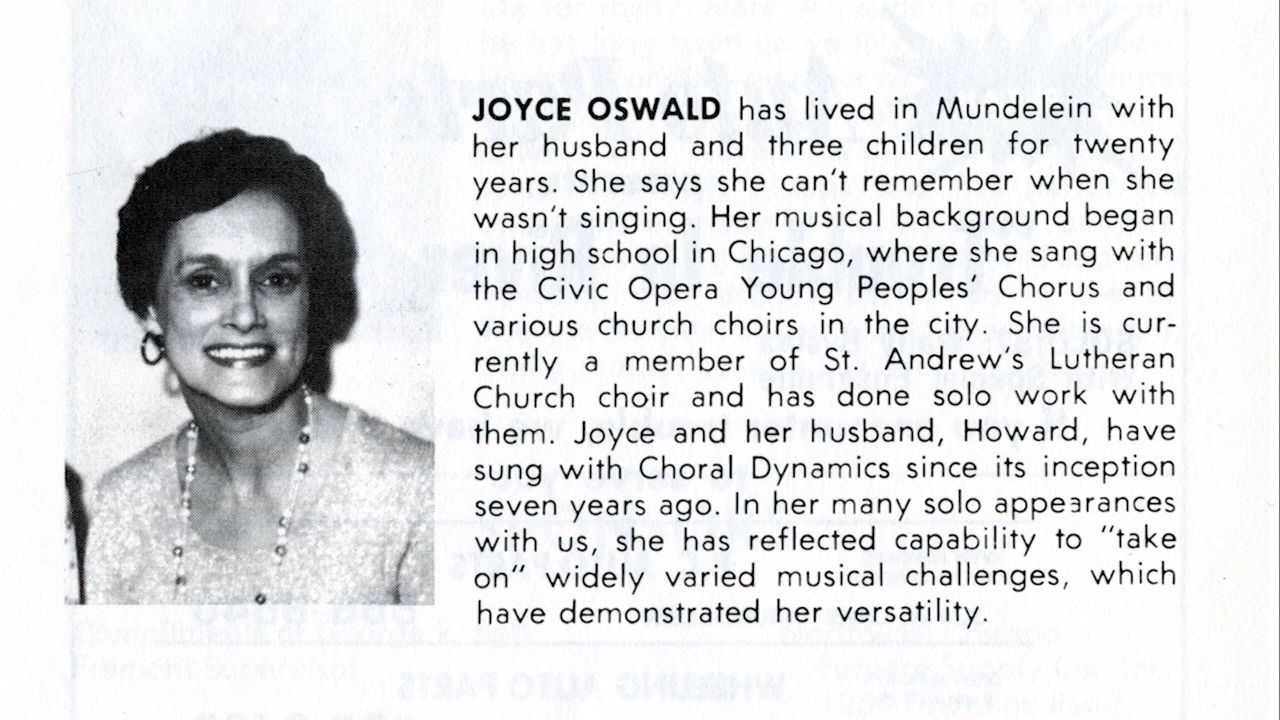 JOYCE OSWALD has lived in Mundelein with
her husband and three children for twenty
years. She says she can't remember when she
wasn't singing. Her musical background began
in high school in Chicago, where she sang with
the Civic Opera Young Peoples' Chorus and
various church choirs in the city. She is cur-
rently a member of St. Andrew's Lutheran
Church choir and has done solo work with
them. Joyce and her husband, Howard, have
sung with Choral Dynamics since its inception
seven years ago. In her many solo appearances
with us, she has reflected capability to "take
on" widely varied musical challenges, which
have demonstrated her versatility.
WHEELING AUTO PARTS